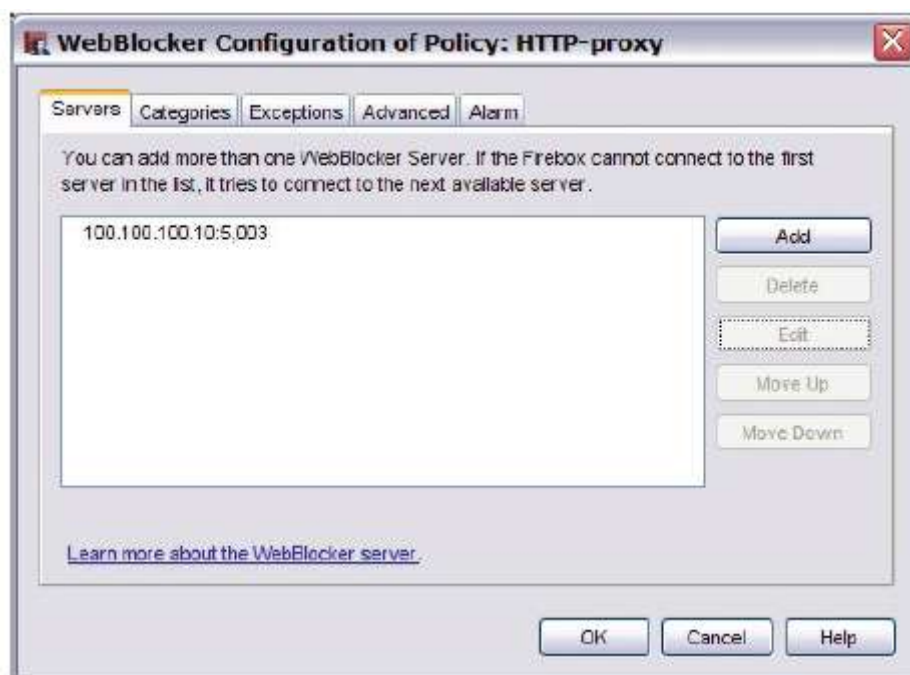 WebBlocker Configuration of Policy: HTTP-proxy
Servers Categories Exceptions Advanced Alarm
You can add more than one WebBlocker Server. If the Firebox cannot connect to the first
server in the list, it tries to connect to the next available server.
100.100.100.10:5,003
Add
Delete
Edit
Move Up
Move Down
Learn more about the WebBlocker server.
OK Cancel Help